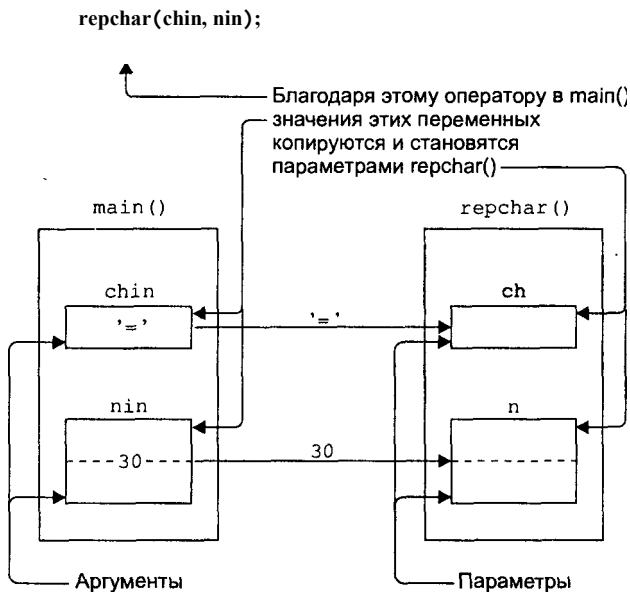 repchar(chin, nin);
Благодаря этому оператору в main()
значения этих переменных
копируются и становятся
параметрами repchar()
main()
repchar()
chin
ch
'='
'='
nin
n
30
30
Аргументы
Параметры